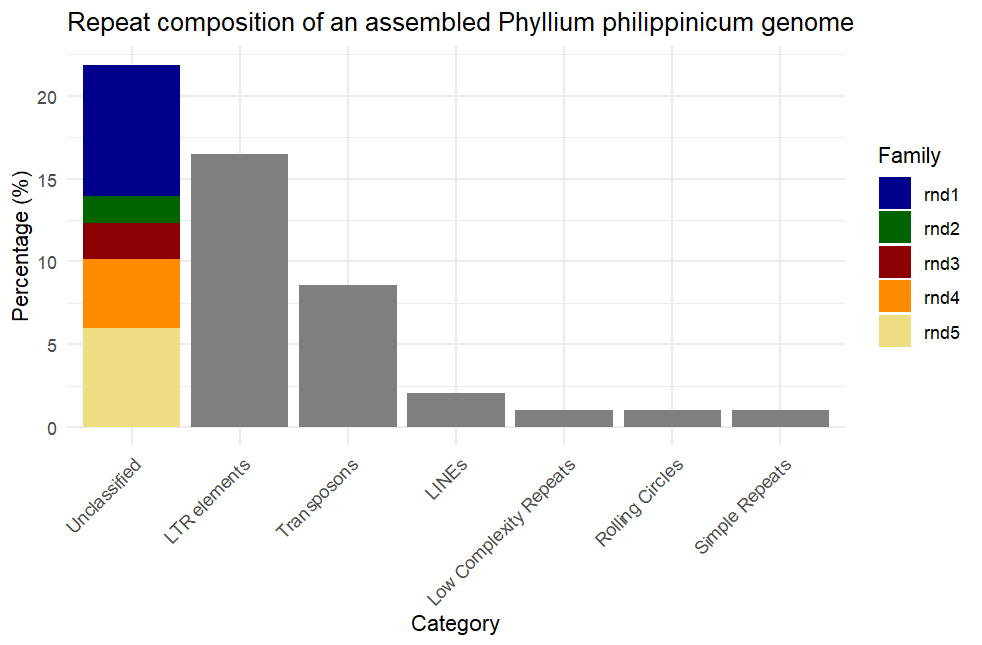 Repeat composition of an assembled Phyllium philippinicum genome
Percentage (%)
20
15
10
5
0
Unclassified
LTR elements
Transposons
LINEs
Low Complexity Repeats
Rolling Circles
Simple Repeats
Category
Family
rnd1
rnd2
rnd3
rnd4
rnd5